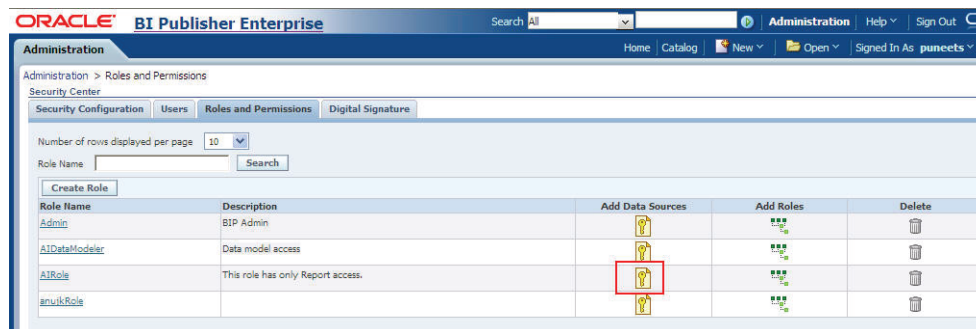 ORACLE BI Publisher Enterprise Search All Administration Help Sign Out
Administration Home Catalog New Open Signed In As puneets
Administration > Roles and Permissions
Security Center
Security Configuration Users Roles and Permissions Digital Signature
Number of rows displayed per page 10
Role Name Search
Create Role
Role Name Description Add Data Sources Add Roles Delete
Admin BIP Admin
AIDataModeler Data model access
AIRole This role has only Report access.
anujkRole